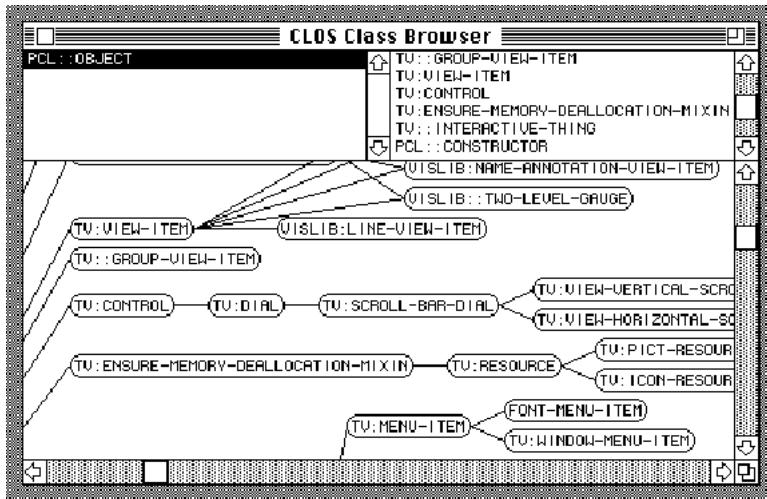 CLOS Class Browser
PCL::OBJECT
TV::GROUP-VIEW-ITEM
TV:VIEW-ITEM
TV:CONTROL
TV:ENSURE-MEMORY-DEALLOCATION-MIXIN
TV::INTERACTIVE-THING
PCL::CONSTRUCTOR
VISLIB:NAME-ANNOTATION-VIEW-ITEM
VISLIB::TWO-LEVEL-GAUGE
TV:VIEW-ITEM
VISLIB:LINE-VIEW-ITEM
TV::GROUP-VIEW-ITEM
TV:VIEW-VERTICAL-SCRO
TV:CONTROL
TV:DIAL
TV:SCROLL-BAR-DIAL
TV:VIEW-HORIZONTAL-SC
TV:PICT-RESOUR
TV:ENSURE-MEMORY-DEALLOCATION-MIXIN
TV:RESOURCE
TV:ICON-RESOUR
FONT-MENU-ITEM
TV:MENU-ITEM
TV:WINDOW-MENU-ITEM